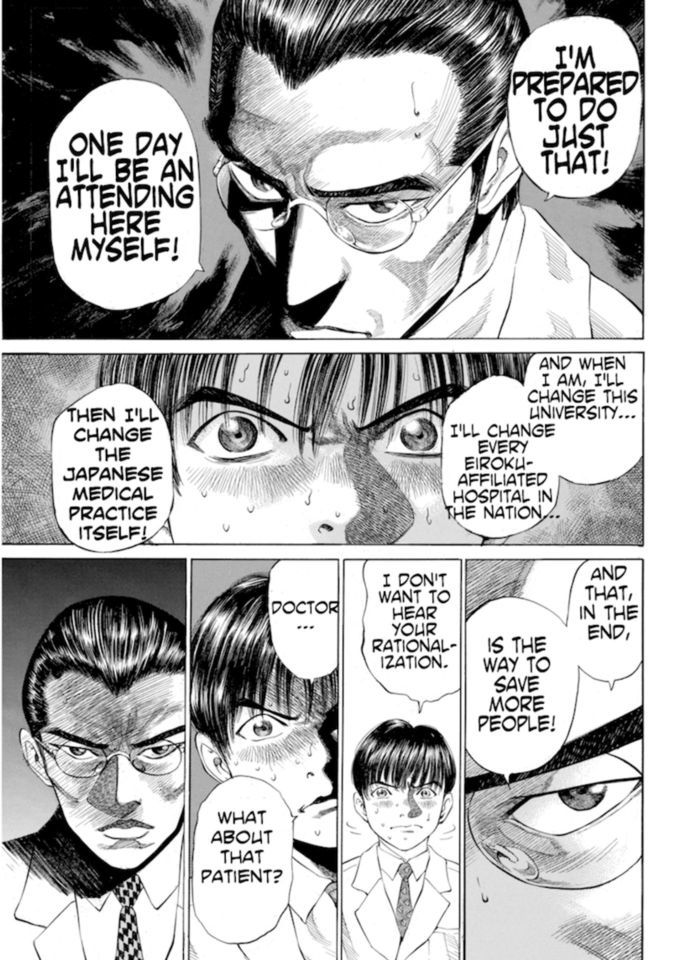 I'M
PREPARED
TO DO
JUST
THAT!
ONE DAY
I'LL BE AN
ATTENDING
HERE
MYSELF!
AND WHEN
I AM, I'LL
CHANGE THIS
UNIVERSITY...
I'LL CHANGE
EVERY
EIROKU-
AFFILIATED
HOSPITAL IN
THE NATION...
THEN I'LL
CHANGE
THE
JAPANESE
MEDICAL
PRACTICE
ITSELF!
AND
THAT,
IN THE
END,
IS THE
WAY TO
SAVE
MORE
PEOPLE!
I DON'T
WANT TO
HEAR
YOUR
RATIONAL-
IZATION.
DOCTOR
...
WHAT
ABOUT
THAT
PATIENT?